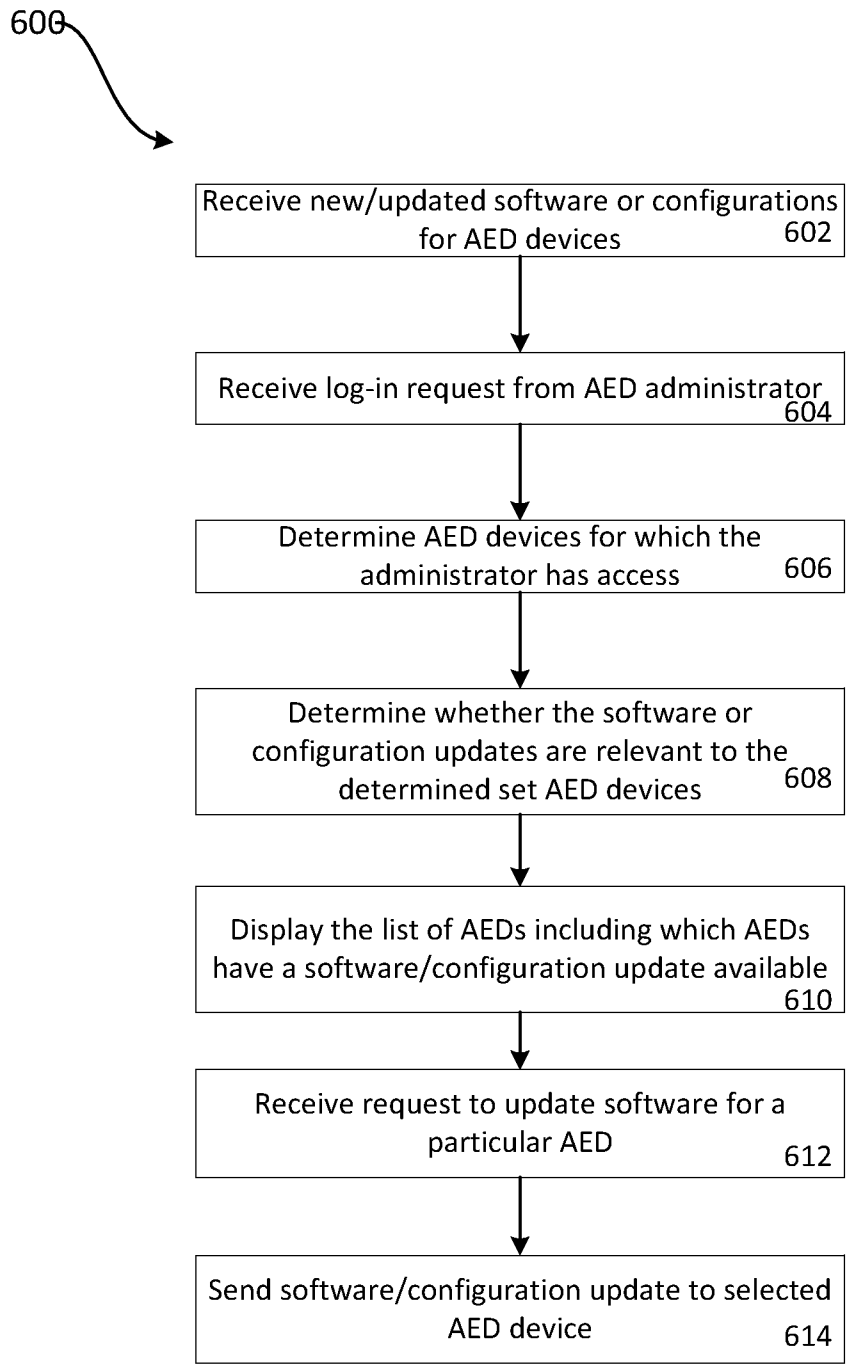 600
Receive new/updated software or configurations
for AED devices
602
Receive log-in request from AED administrator
604
Determine AED devices for which the
administrator has access
606
Determine whether the software or
configuration updates are relevant to the
determined set AED devices
608
Display the list of AEDs including which AEDs
have a software/configuration update available
610
Receive request to update software for a
particular AED
612
Send software/configuration update to selected
AED device
614